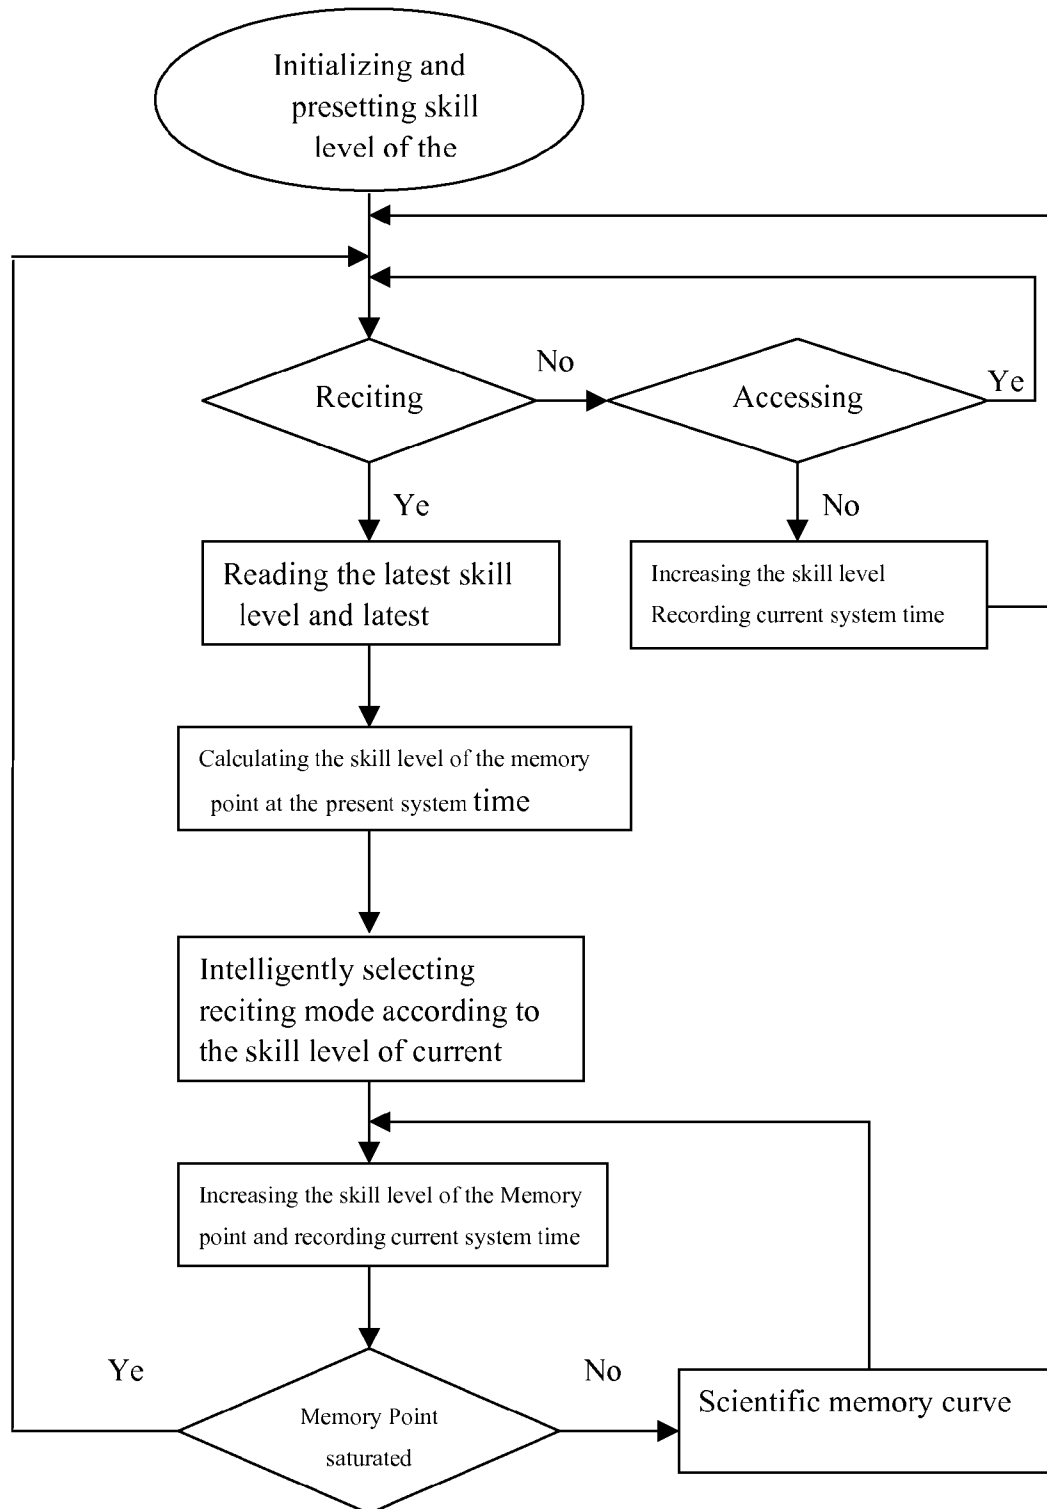 Initializing and
presetting skill
level of the
Reciting
No
Accessing
Ye
Ye
No
Reading the latest skill
level and latest
Increasing the skill level
Recording current system time
Calculating the skill level of the memory
point at the present system time
Intelligently selecting
reciting mode according to
the skill level of current
Increasing the skill level of the Memory
point and recording current system time
Ye
No
Memory Point
saturated
Scientific memory curve